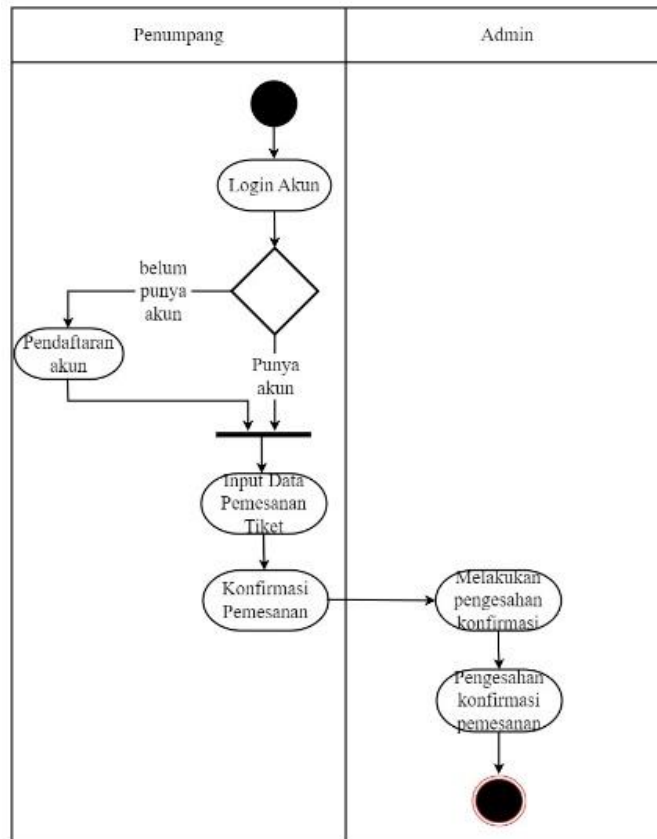 Penumpang
Admin
Login Akun
belum
punya
akun
Pendaftaran
akun
Punya
akun
Input Data
Pemesanan
Tiket
Konfirmasi
Pemesanan
Melakukan
pengesahan
konfirmasi
Pengesahan
konfirmasi
pemesanan